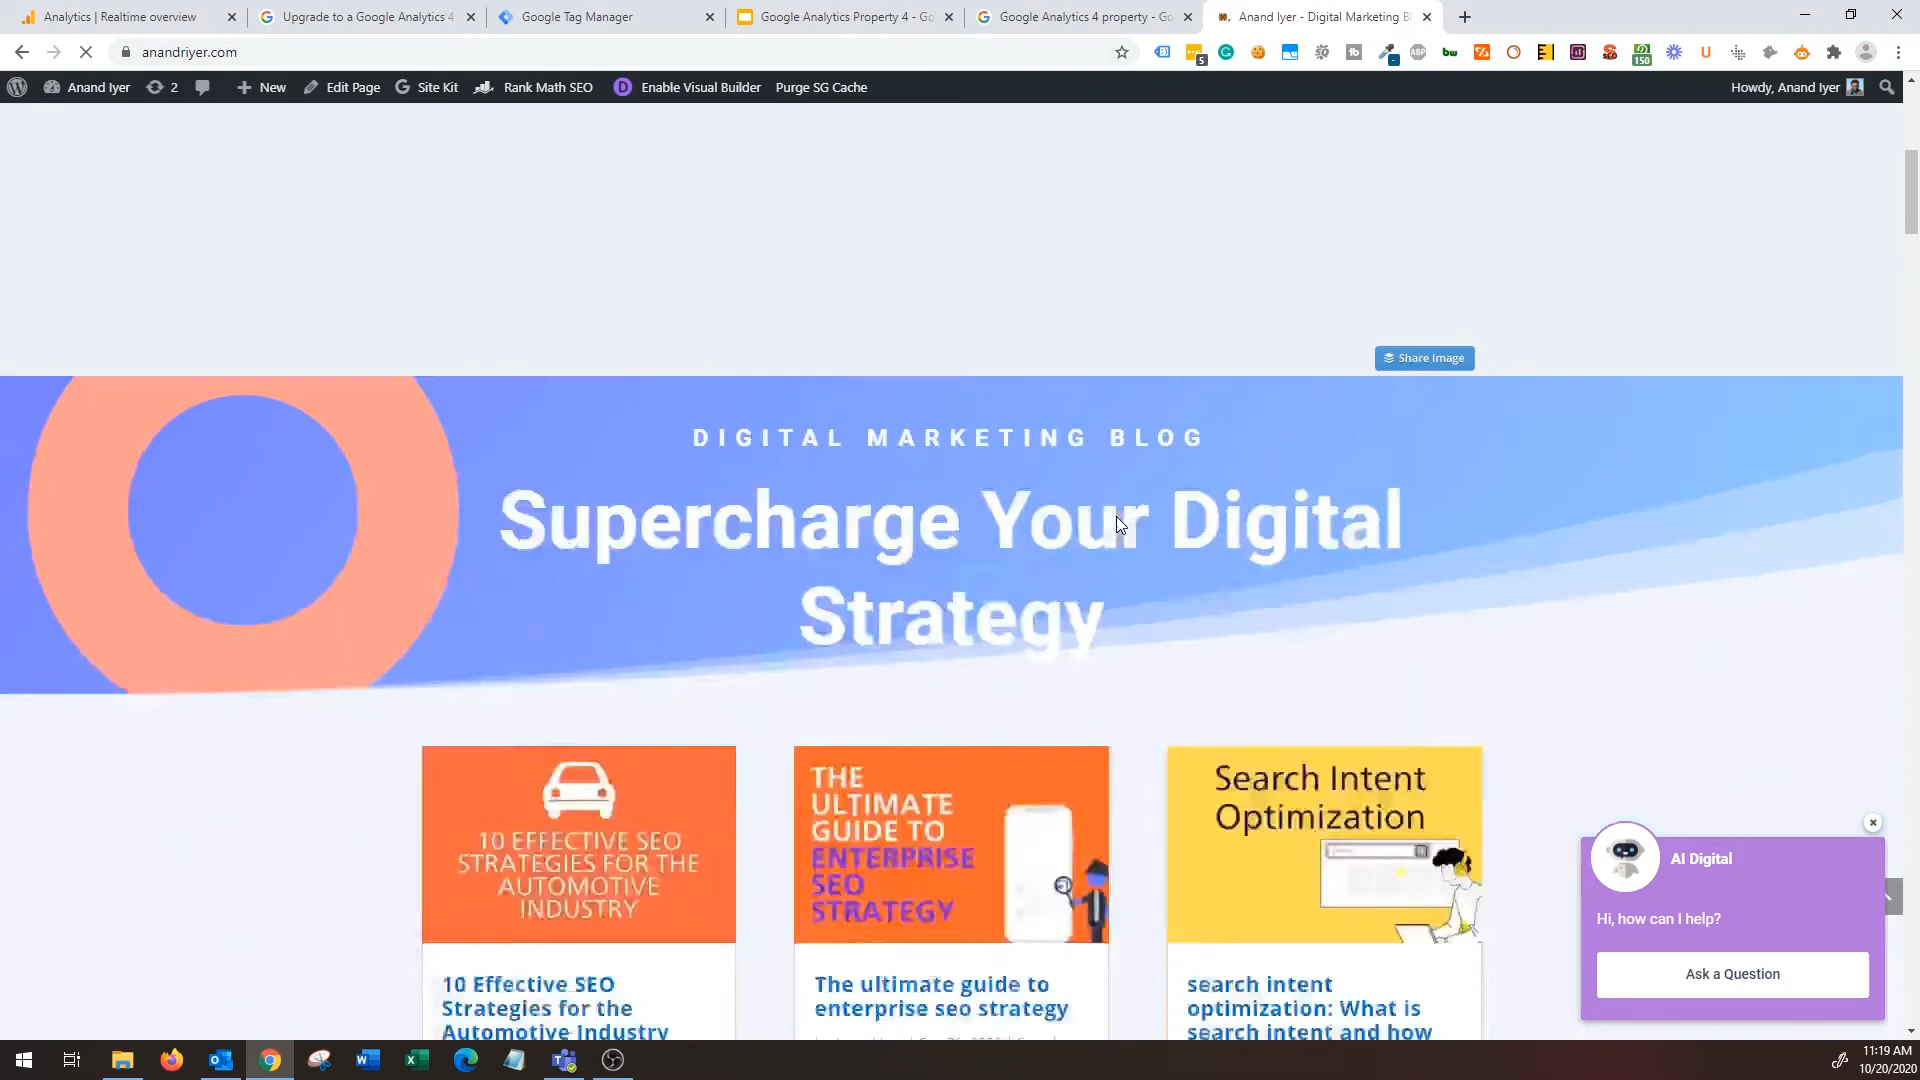 Analytics | Realtime overview
Upgrade to a Google Analytics 4
Google Tag Manager
Google Analytics Property 4 - Go
Google Analytics 4 property - Go
Anand Iyer - Digital Marketing B
anandriyer.com
5
150
Anand Iyer
2
New
Edit Page
Site Kit
Rank Math SEO
Enable Visual Builder
Purge SG Cache
Howdy, Anand Iyer
Share Image
DIGITAL MARKETING BLOG
Supercharge Your Digital
Strategy
10 EFFECTIVE SEO
STRATEGIES FOR THE
AUTOMOTIVE
INDUSTRY
THE
ULTIMATE
GUIDE TO
ENTERPRISE
SEO
STRATEGY
Search Intent
Optimization
10 Effective SEO
Strategies for the
Automotive Industry
The ultimate guide to
enterprise seo strategy
search intent
optimization: What is
search intent and how
AI Digital
Hi, how can I help?
Ask a Question
11:19 AM
10/20/2020